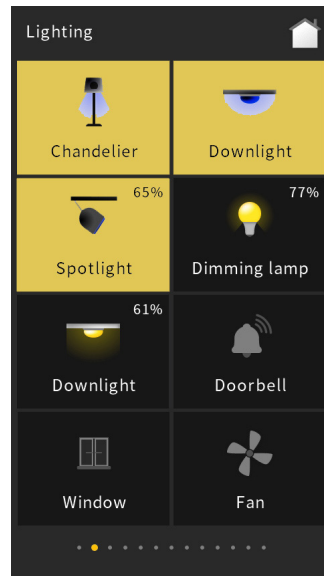 Lighting
Chandelier
Downlight
65%
Spotlight
77%
Dimming lamp
61%
Downlight
Doorbell
Window
Fan